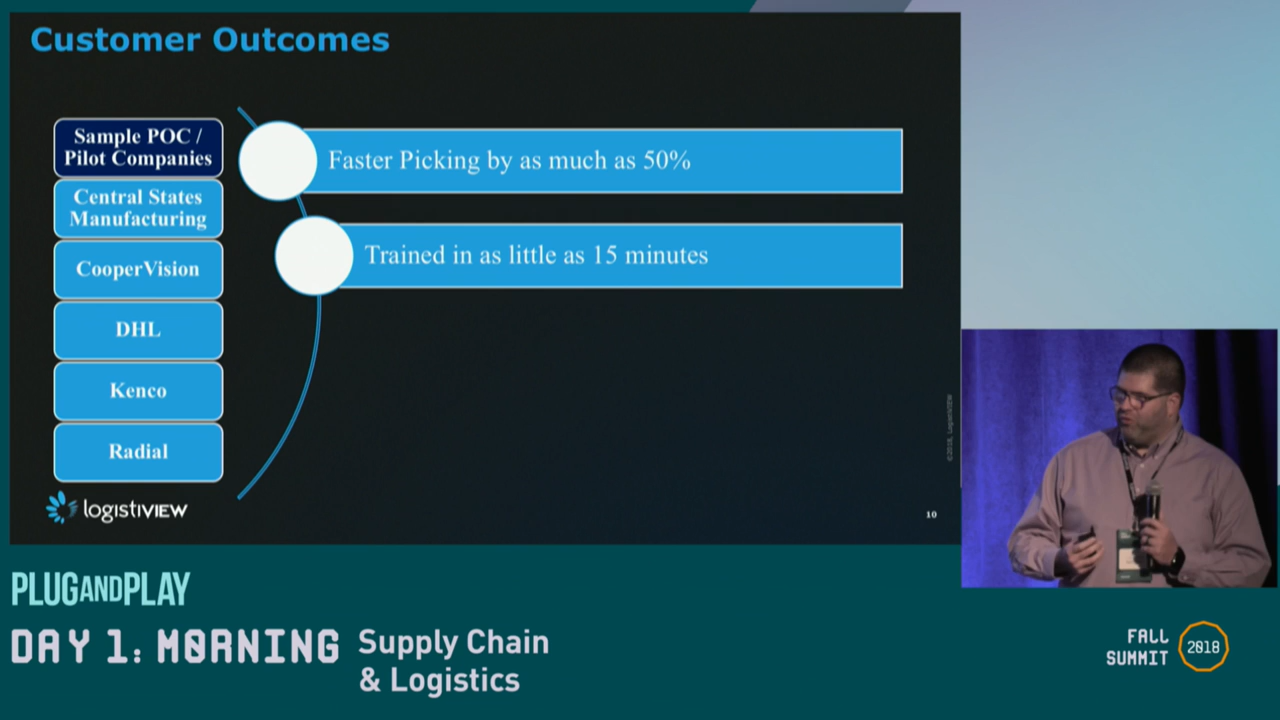 Customer Outcomes
Sample POC /
Pilot Companies
Central States
Manufacturing
CooperVision
DHL
Kenco
Radial
Faster Picking by as much as 50%
Trained in as little as 15 minutes
logistiVIEW
©2018, LogistiVIEW
10
PLUGANDPLAY
DAY 1: MORNING
Supply Chain
& Logistics
FALL
SUMMIT
2018